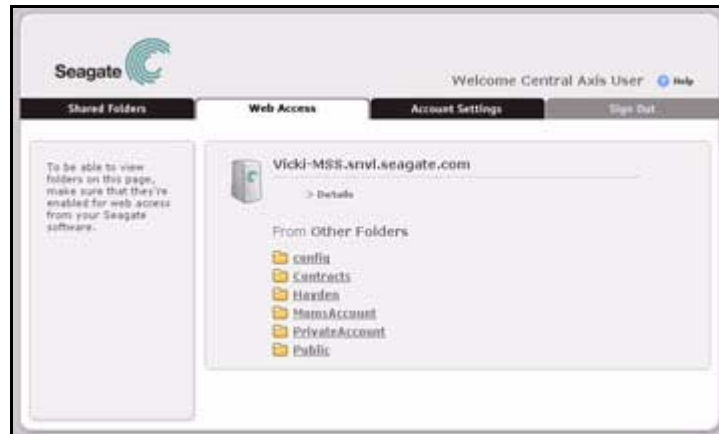 Seagate
Welcome Central Axis User Help
Shared Folders Web Access Account Settings Sign Out
To be able to view
folders on this page,
make sure that they're
enabled for web access
from your Seagate
software.
Vicki-MSS.snvl.seagate.com
> Details
From Other Folders
config
Contracts
Hayden
MomsAccount
PrivateAccount
Public